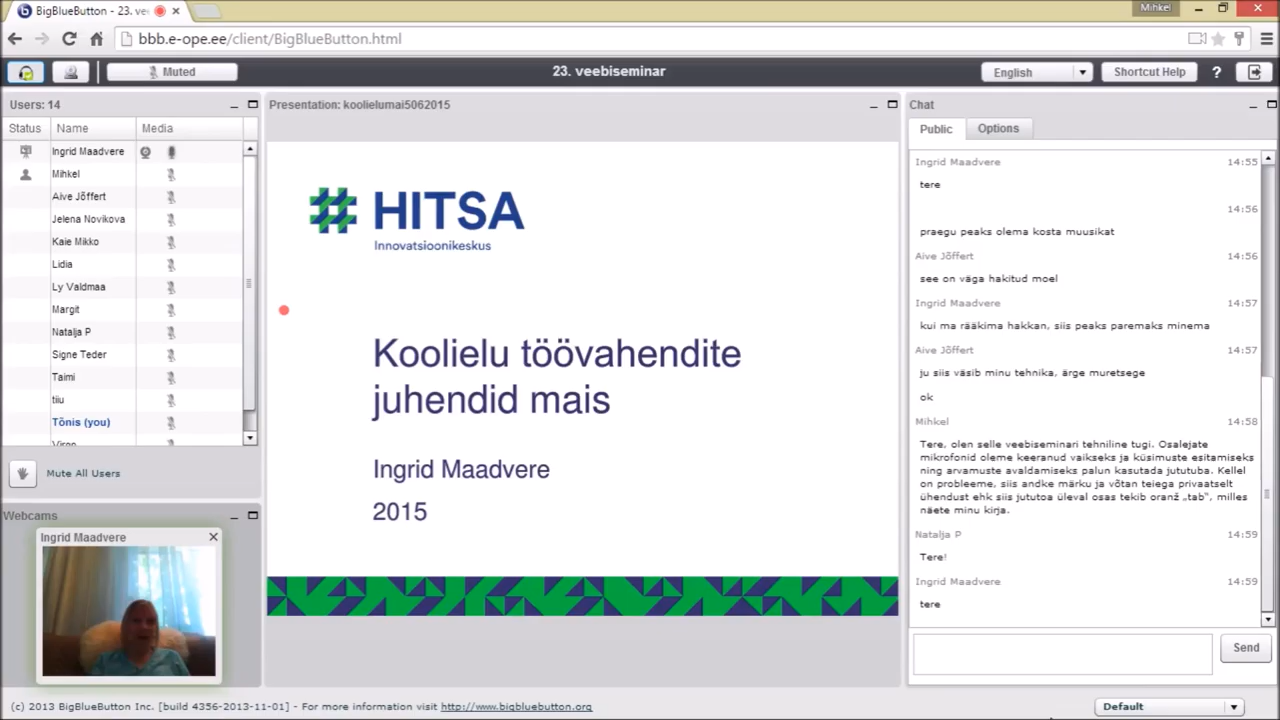 BigBlueButton - 23. vee
Mihkel
bbb.e-ope.ee/client/BigBlueButton.html
Muted
23. veebiseminar
English
Shortcut Help
?
Users: 14
Status Name Media
Ingrid Maadvere
Mihkel
Aive Jõffert
Jelena Novikova
Kaie Mikko
Lidia
Ly Valdmaa
Margit
Natalja P
Signe Teder
Taimi
tiiu
Tõnis (you)
Mute All Users
Webcams
Ingrid Maadvere
Presentation: koolielumai5062015
HITSA
Innovatsioonikeskus
Koolielu töövahendite
juhendid mais
Ingrid Maadvere
2015
Chat
Public Options
Ingrid Maadvere 14:55
tere
14:56
praegu peaks olema kosta muusikat
Aive Jõffert 14:56
see on väga hakitud moel
Ingrid Maadvere 14:57
kui ma rääkima hakkan, siis peaks paremaks minema
Aive Jõffert 14:57
ju siis väsib minu tehnika, ärge muretsege
ok
Mihkel 14:58
Tere, olen selle veebiseminari tehniline tugi. Osalejate
mikrofonid oleme keeranud vaikseks ja küsimuste esitamiseks
ning arvamuste avaldamiseks palun kasutada jututuba. Kellel
on probleeme, siis andke märku ja võtan teiega privaatselt
ühendust ehk siis jututoa üleval osas tekib oranž „tab“, milles
näete minu kirja.
Natalja P 14:59
Tere!
Ingrid Maadvere 14:59
tere
Send
(c) 2013 BigBlueButton Inc. [build 4356-2013-11-01] - For more information visit http://www.bigbluebutton.org
Default